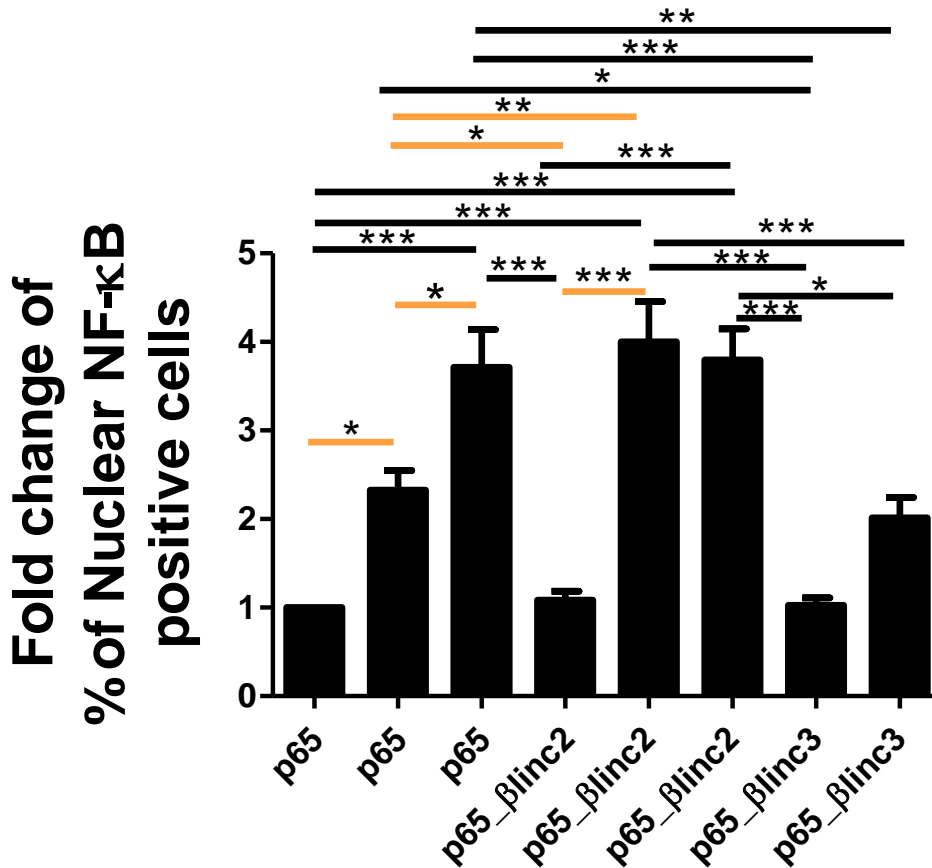 **
***
*
**
*
***
***
***
***
***
***
***
***
*
*
***
*
Fold change of
% of Nuclear NF-κB
positive cells
5
4
3
2
1
0
p65
p65
p65
p65_βlinc2
p65_βlinc2
p65_βlinc2
p65_βlinc3
p65_βlinc3